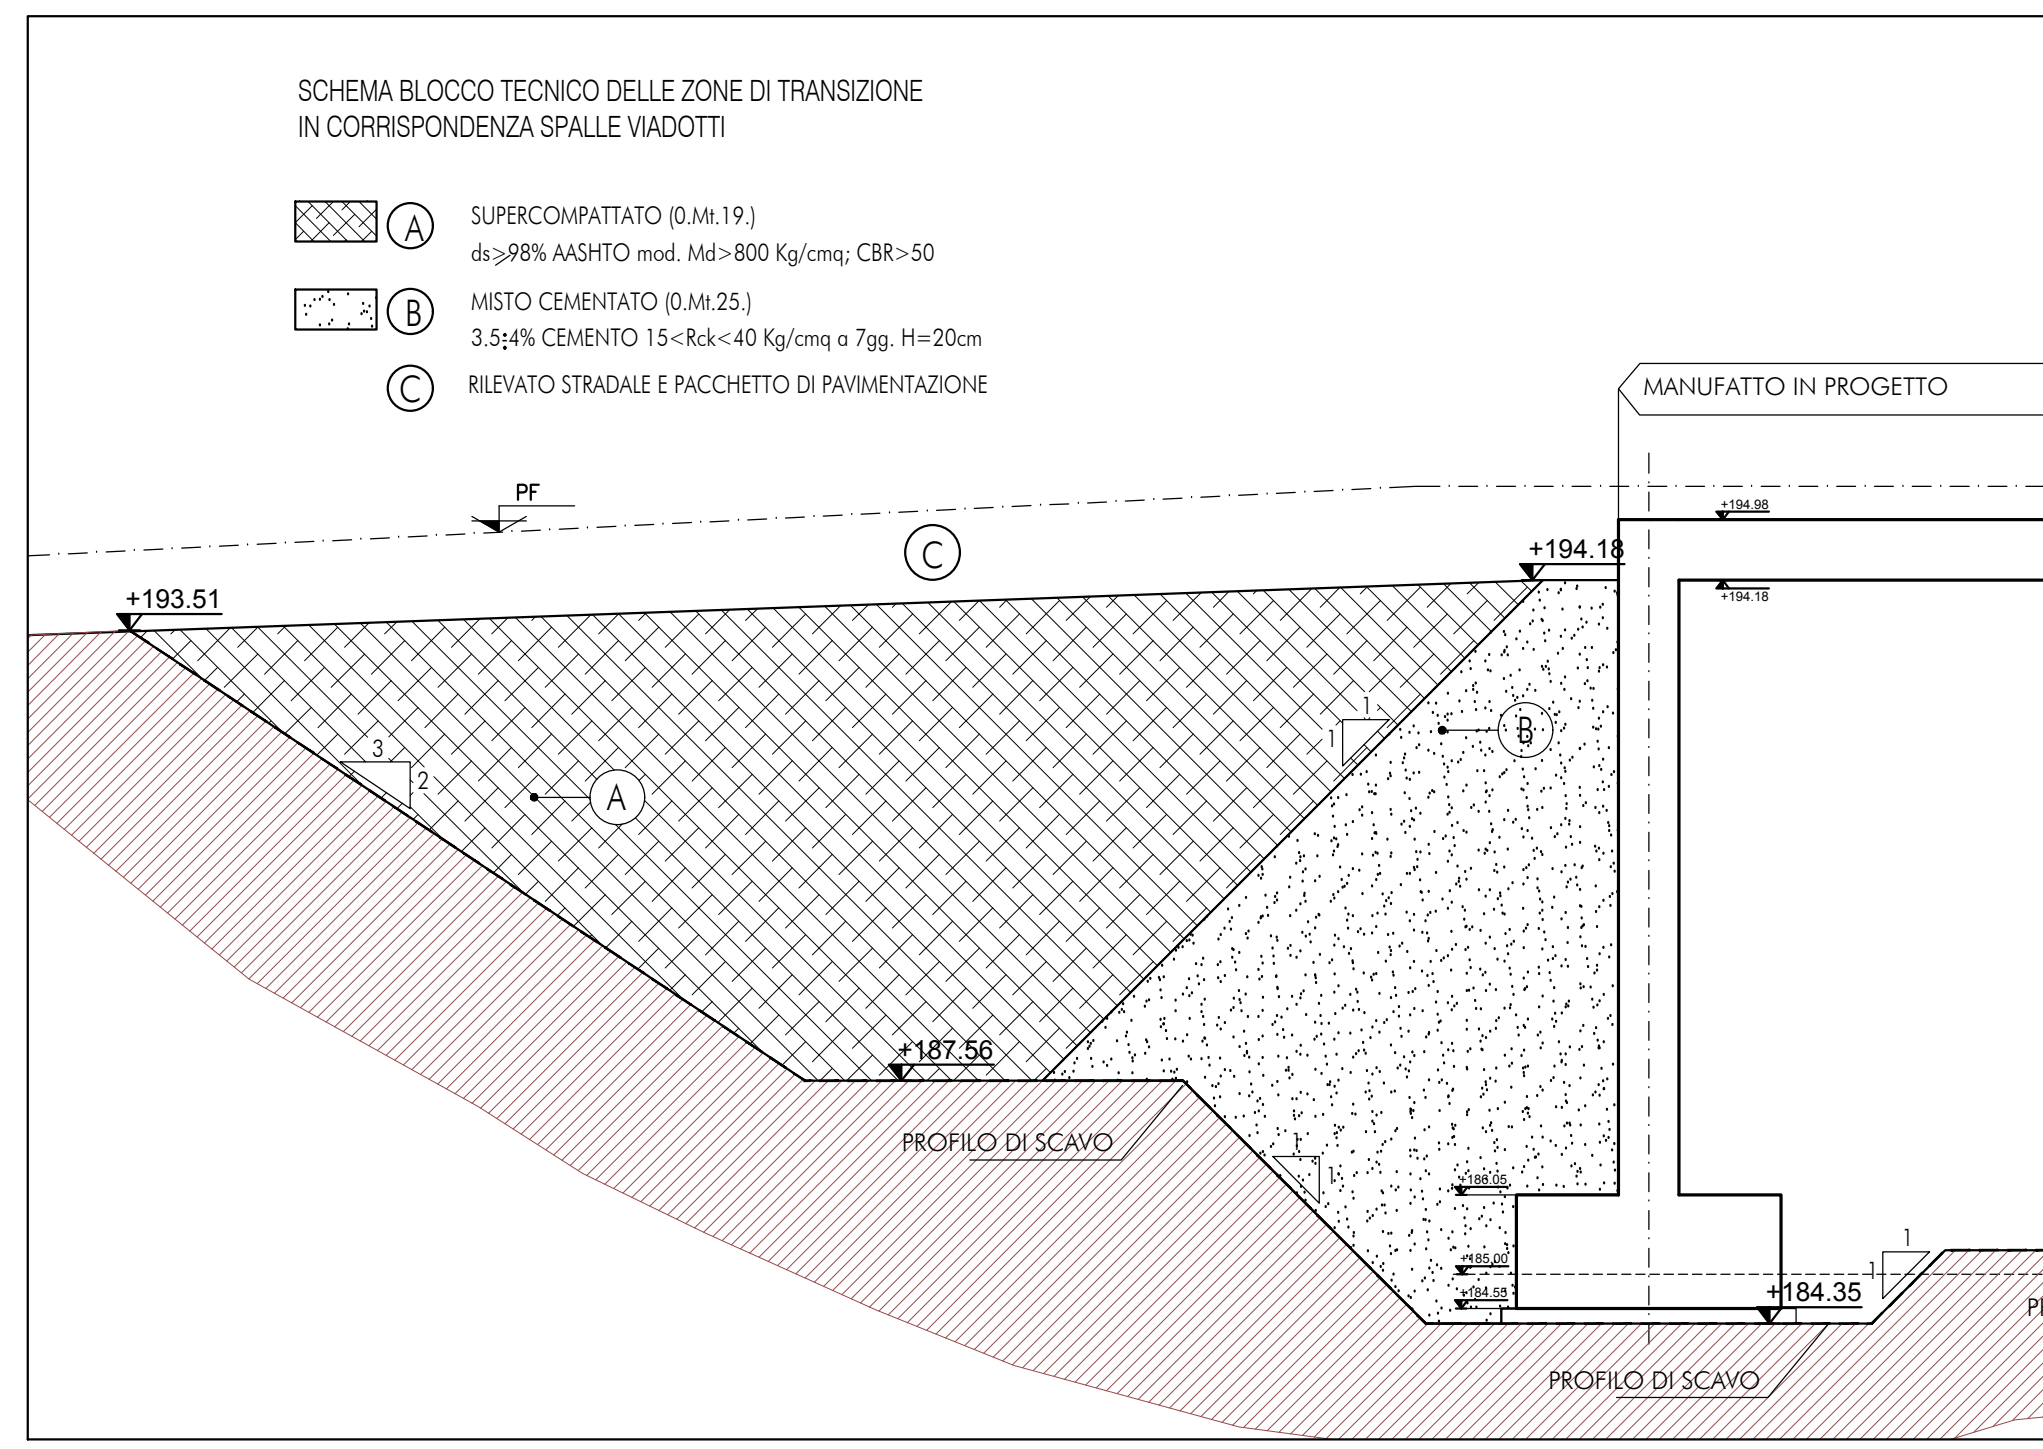 SCHEMA BLOCCO TECNICO DELLE ZONE DI TRANSIZIONE
IN CORRISPONDENZA SPALLE VIADOTTI
A SUPERCOMPATTATO (0.Mt.19.)
ds≥98% AASHTO mod. Md>800 Kg/cmq; CBR>50
B MISTO CEMENTATO (0.Mt.25.)
3.5÷4% CEMENTO 15<Rck<40 Kg/cmq a 7gg. H=20cm
C RILEVATO STRADALE E PACCHETTO DI PAVIMENTAZIONE
MANUFATTO IN PROGETTO
PF
+194.98
C
+194.18
+193.51
+194.18
1
1
B
3
2
A
+187.56
PROFILO DI SCAVO
1
1
+186.05
1
1
+185.00
+184.55
+184.35
PROFILO DI SCAVO